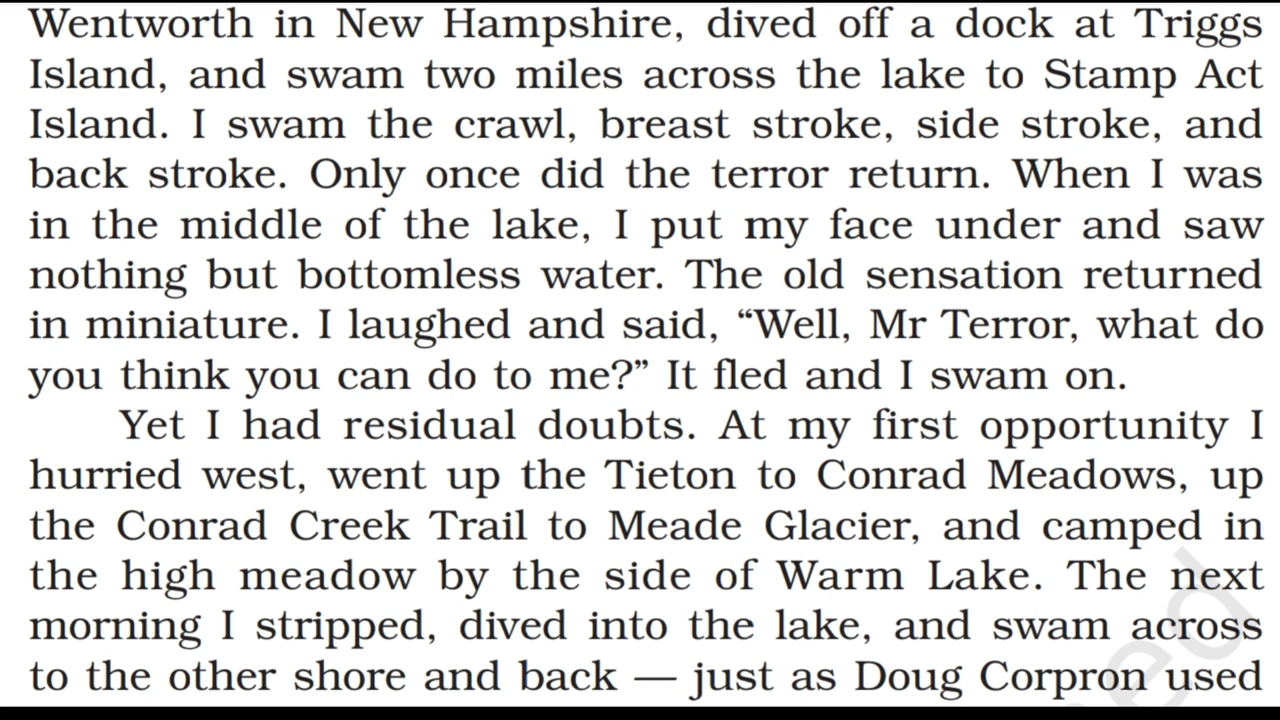 Wentworth in New Hampshire, dived off a dock at Triggs
Island, and swam two miles across the lake to Stamp Act
Island. I swam the crawl, breast stroke, side stroke, and
back stroke. Only once did the terror return. When I was
in the middle of the lake, I put my face under and saw
nothing but bottomless water. The old sensation returned
in miniature. I laughed and said, “Well, Mr Terror, what do
you think you can do to me?” It fled and I swam on.
Yet I had residual doubts. At my first opportunity I
hurried west, went up the Tieton to Conrad Meadows, up
the Conrad Creek Trail to Meade Glacier, and camped in
the high meadow by the side of Warm Lake. The next
morning I stripped, dived into the lake, and swam across
to the other shore and back — just as Doug Corpron used